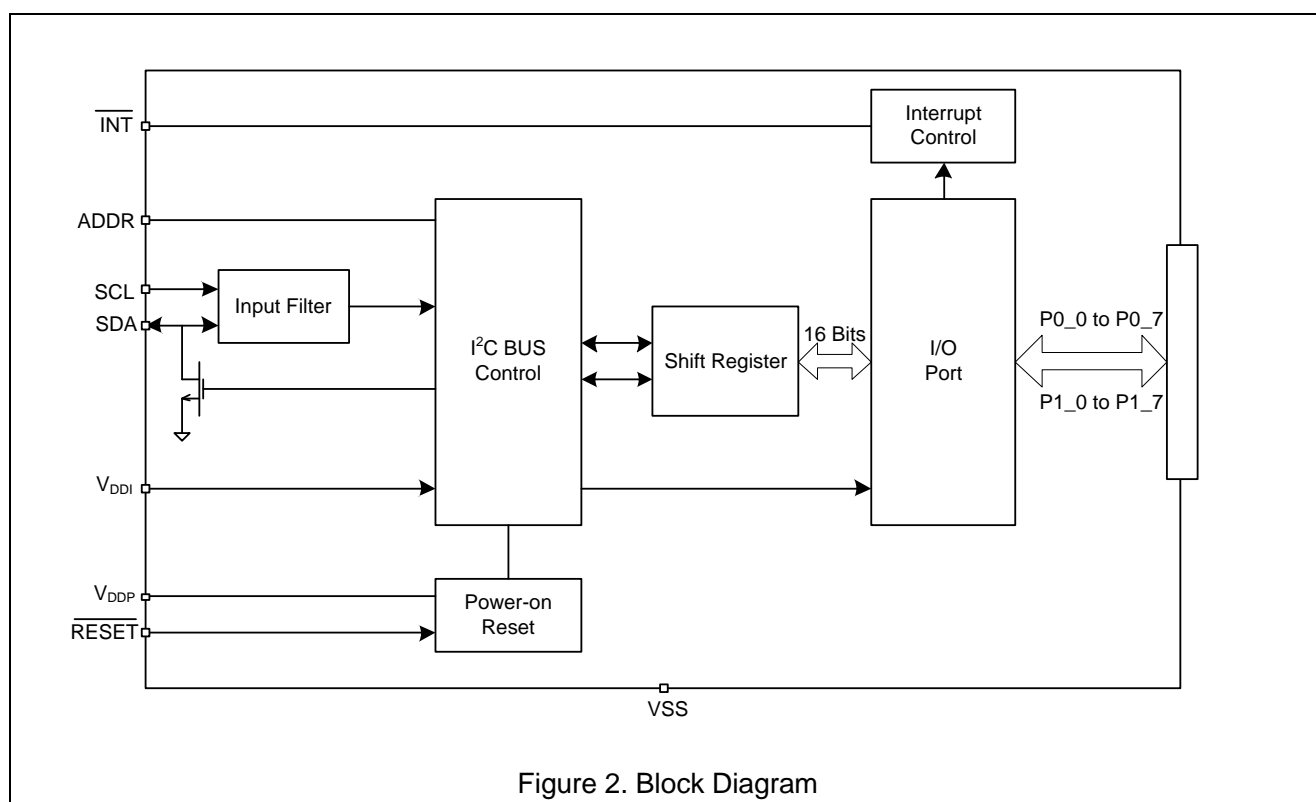 INT
Interrupt
Control
ADDR
SCL
SDA
Input Filter
I²C BUS
Control
Shift Register
16 Bits
I/O
Port
P0_0 to P0_7
P1_0 to P1_7
VDDI
VDDP
RESET
Power-on
Reset
VSS
Figure 2. Block Diagram